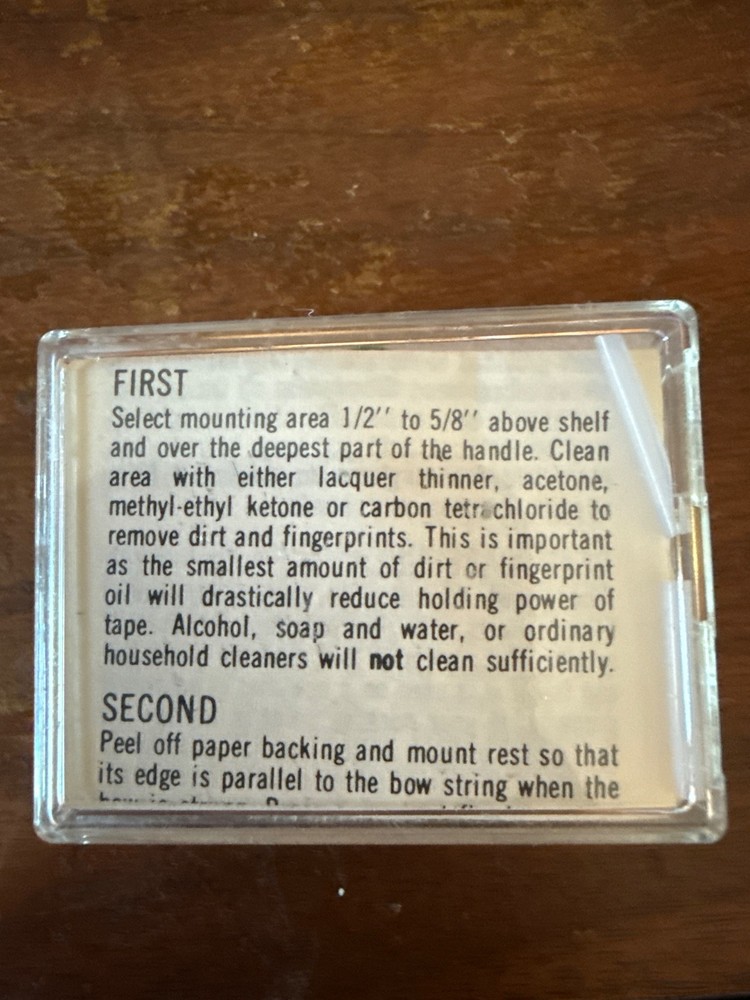 FIRST
Select mounting area 1/2'' to 5/8'' above shelf
and over the deepest part of the handle. Clean
area with either lacquer thinner, acetone,
methyl-ethyl ketone or carbon tetrachloride to
remove dirt and fingerprints. This is important
as the smallest amount of dirt or fingerprint
oil will drastically reduce holding power of
tape. Alcohol, soap and water, or ordinary
household cleaners will not clean sufficiently.
SECOND
Peel off paper backing and mount rest so that
its edge is parallel to the bow string when the